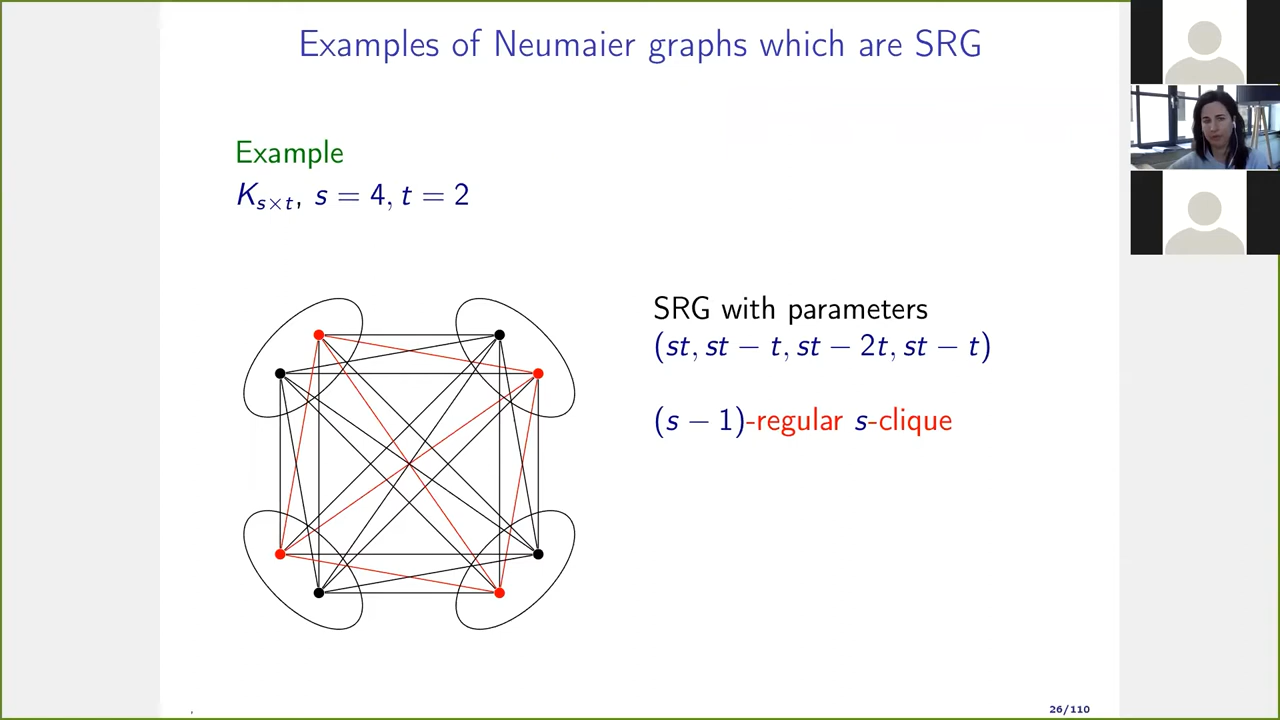 Examples of Neumaier graphs which are SRG
Example
K_{s×t}, s = 4, t = 2
SRG with parameters
(st, st − t, st − 2t, st − t)
(s − 1)-regular s-clique
26/110